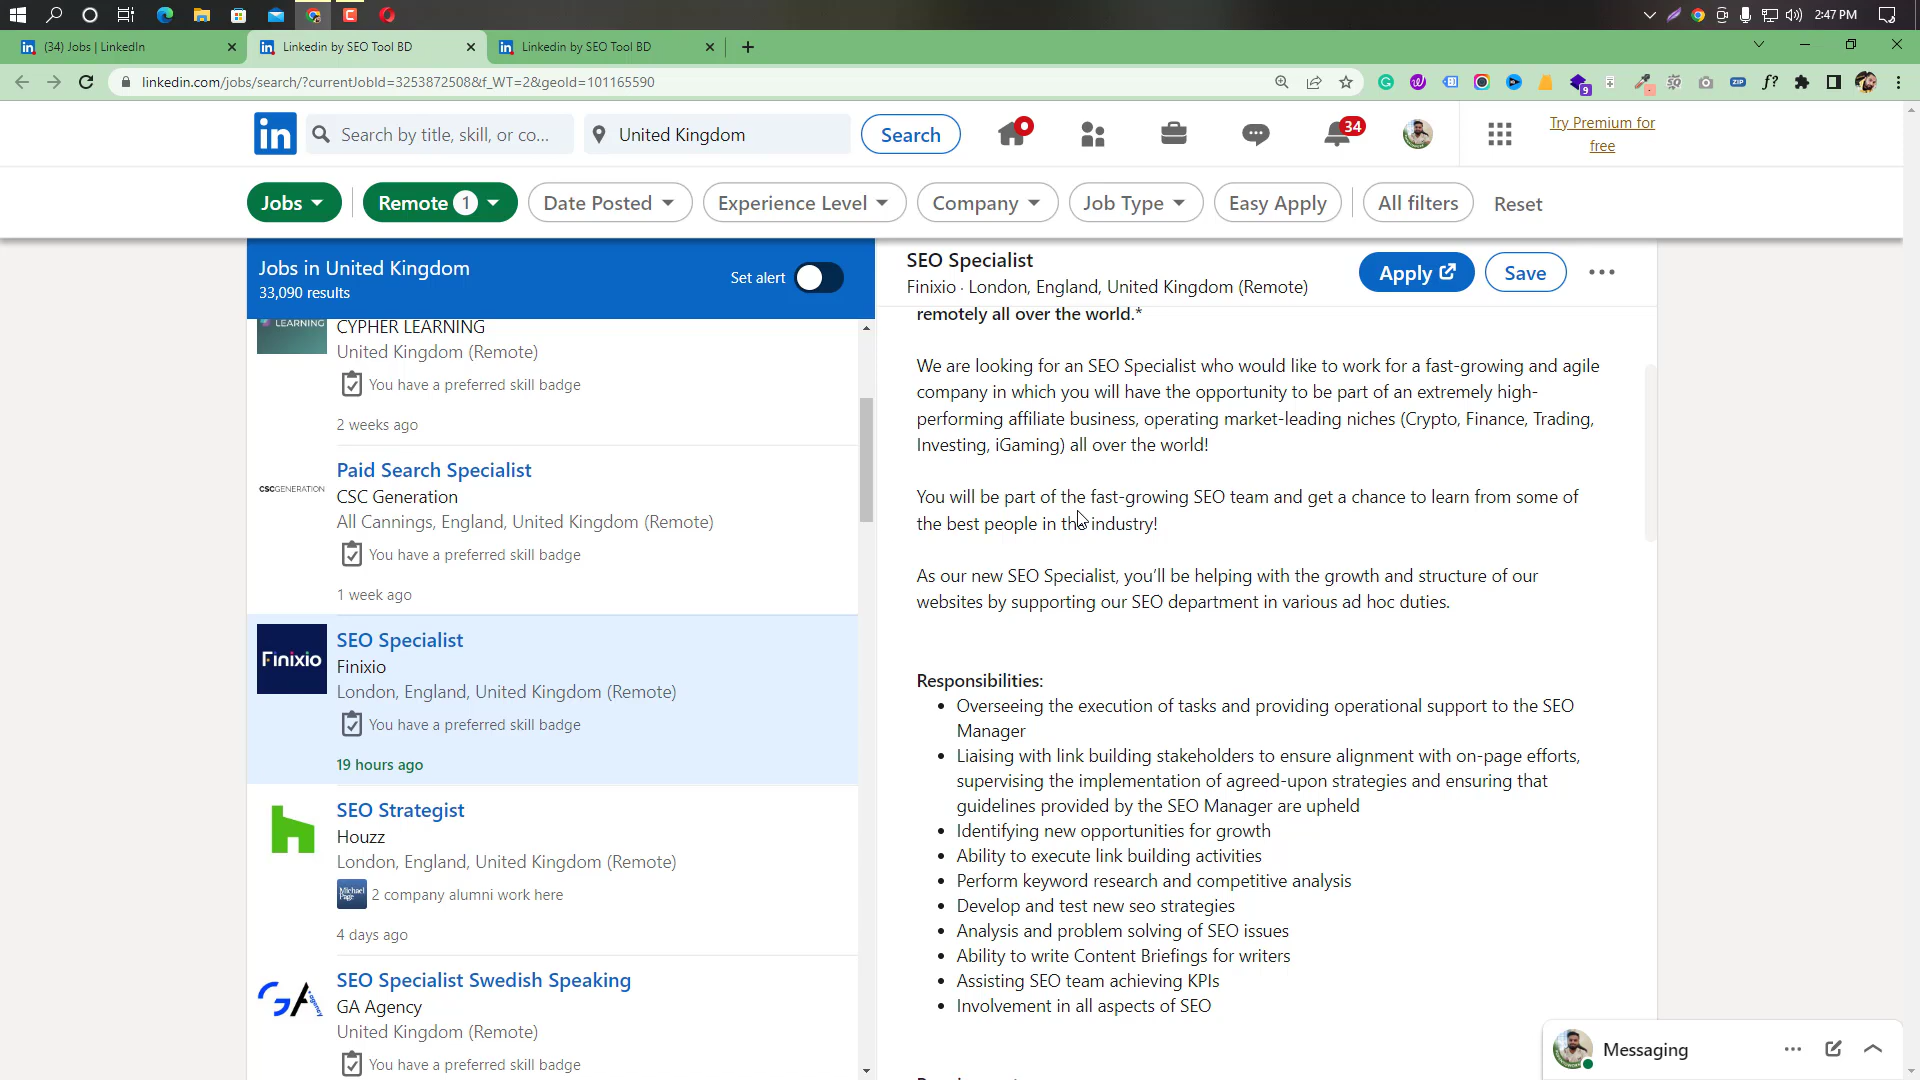 2:47 PM
(34) Jobs | LinkedIn
Linkedin by SEO Tool BD
Linkedin by SEO Tool BD
linkedin.com/jobs/search/?currentJobId=3253872508&f_WT=2&geoId=101165590
9
ZIP
f?
in
Search by title, skill, or co...
United Kingdom
Search
34
Try Premium for
free
Jobs
Remote 1
Date Posted
Experience Level
Company
Job Type
Easy Apply
All filters
Reset
Jobs in United Kingdom
33,090 results
Set alert
LEARNING
CYPHER LEARNING
United Kingdom (Remote)
You have a preferred skill badge
2 weeks ago
CSCGENERATION
Paid Search Specialist
CSC Generation
All Cannings, England, United Kingdom (Remote)
You have a preferred skill badge
1 week ago
Finixio
SEO Specialist
Finixio
London, England, United Kingdom (Remote)
You have a preferred skill badge
19 hours ago
SEO Strategist
Houzz
London, England, United Kingdom (Remote)
Michael
Page
2 company alumni work here
4 days ago
GA agency
SEO Specialist Swedish Speaking
GA Agency
United Kingdom (Remote)
You have a preferred skill badge
SEO Specialist
Finixio · London, England, United Kingdom (Remote)
Apply
Save
remotely all over the world.*
We are looking for an SEO Specialist who would like to work for a fast-growing and agile
company in which you will have the opportunity to be part of an extremely high-
performing affiliate business, operating market-leading niches (Crypto, Finance, Trading,
Investing, iGaming) all over the world!
You will be part of the fast-growing SEO team and get a chance to learn from some of
the best people in the industry!
As our new SEO Specialist, you'll be helping with the growth and structure of our
websites by supporting our SEO department in various ad hoc duties.
Responsibilities:
• Overseeing the execution of tasks and providing operational support to the SEO
Manager
• Liaising with link building stakeholders to ensure alignment with on-page efforts,
supervising the implementation of agreed-upon strategies and ensuring that
guidelines provided by the SEO Manager are upheld
• Identifying new opportunities for growth
• Ability to execute link building activities
• Perform keyword research and competitive analysis
• Develop and test new seo strategies
• Analysis and problem solving of SEO issues
• Ability to write Content Briefings for writers
• Assisting SEO team achieving KPIs
• Involvement in all aspects of SEO
Messaging